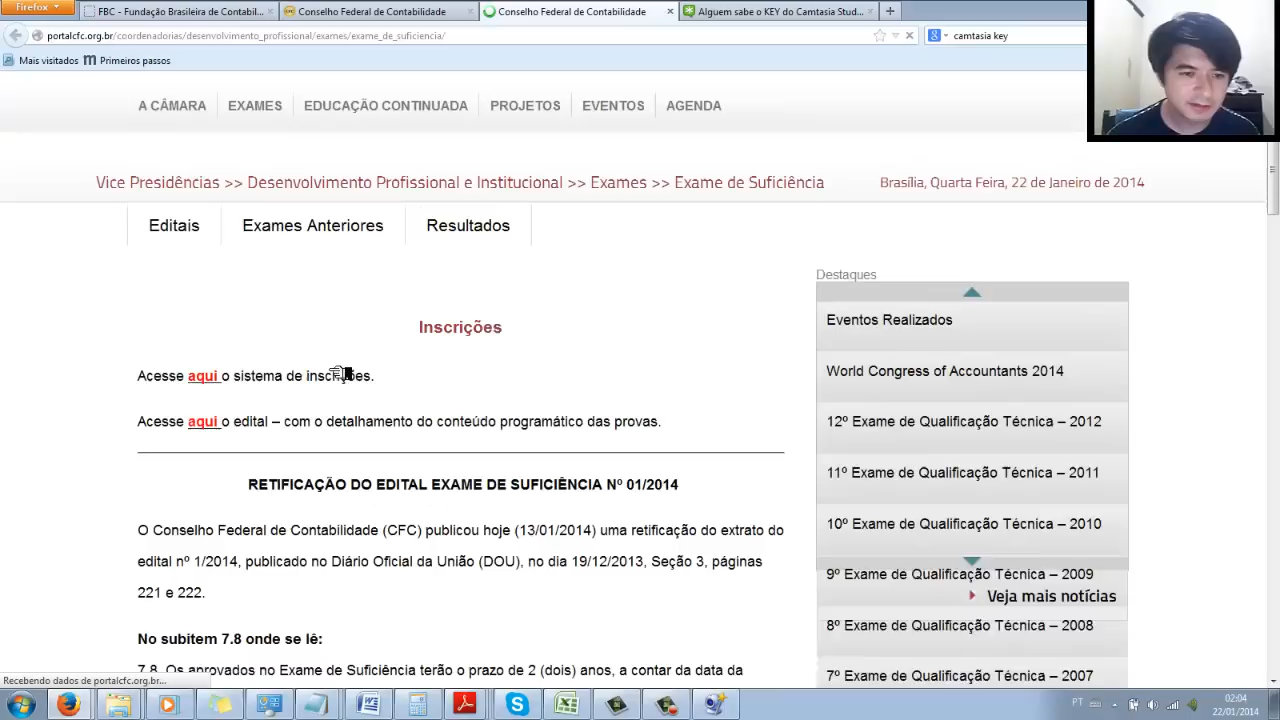 Firefox
FBC - Fundação Brasileira de Contabil...
Conselho Federal de Contabilidade
Conselho Federal de Contabilidade
Alguem sabe o KEY do Camtasia Stud...
portalcfc.org.br/coordenadorias/desenvolvimento_profissional/exames/exame_de_suficiencia/
camtasia key
Mais visitados
Primeiros passos
A CÂMARA
EXAMES
EDUCAÇÃO CONTINUADA
PROJETOS
EVENTOS
AGENDA
Vice Presidências >> Desenvolvimento Profissional e Institucional >> Exames >> Exame de Suficiência
Brasília, Quarta Feira, 22 de Janeiro de 2014
Editais
Exames Anteriores
Resultados
Inscrições
Acesse aqui o sistema de inscrições.
Acesse aqui o edital – com o detalhamento do conteúdo programático das provas.
RETIFICAÇÃO DO EDITAL EXAME DE SUFICIÊNCIA Nº 01/2014
O Conselho Federal de Contabilidade (CFC) publicou hoje (13/01/2014) uma retificação do extrato do
edital nº 1/2014, publicado no Diário Oficial da União (DOU), no dia 19/12/2013, Seção 3, páginas
221 e 222.
No subitem 7.8 onde se lê:
7.8. Os aprovados no Exame de Suficiência terão o prazo de 2 (dois) anos, a contar da data da
Destaques
Eventos Realizados
World Congress of Accountants 2014
12º Exame de Qualificação Técnica – 2012
11º Exame de Qualificação Técnica – 2011
10º Exame de Qualificação Técnica – 2010
9º Exame de Qualificação Técnica – 2009
Veja mais notícias
8º Exame de Qualificação Técnica – 2008
7º Exame de Qualificação Técnica – 2007
Recebendo dados de portalcfc.org.br...
PT
02:04
22/01/2014